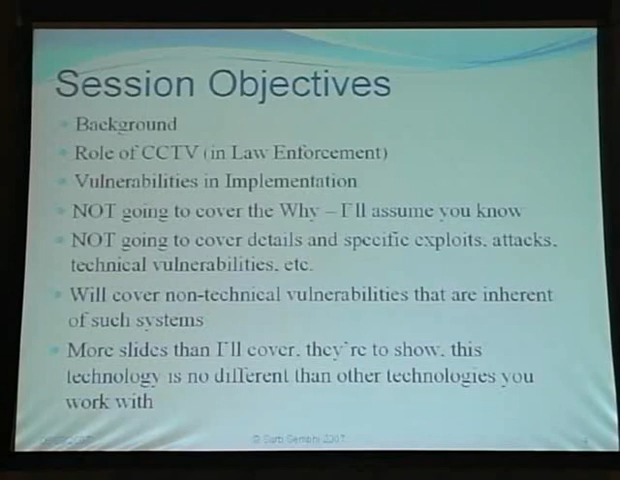 Session Objectives
Background
Role of CCTV (in Law Enforcement)
Vulnerabilities in Implementation
NOT going to cover the Why – I'll assume you know
NOT going to cover details and specific exploits, attacks,
technical vulnerabilities, etc.
Will cover non-technical vulnerabilities that are inherent
of such systems
More slides than I'll cover, they're to show, this
technology is no different than other technologies you
work with
© Sarb Sembhi 2007